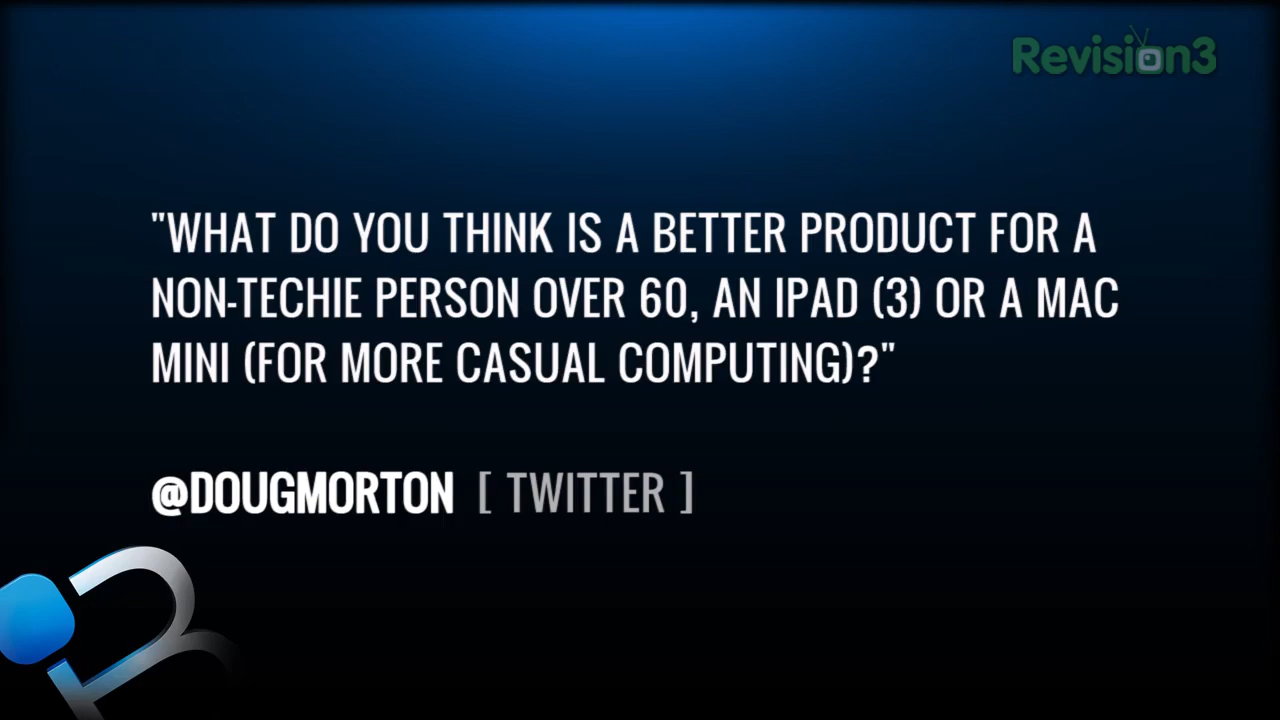 Revision3
"WHAT DO YOU THINK IS A BETTER PRODUCT FOR A
NON-TECHIE PERSON OVER 60, AN IPAD (3) OR A MAC
MINI (FOR MORE CASUAL COMPUTING)?"
@DOUGMORTON [ TWITTER ]